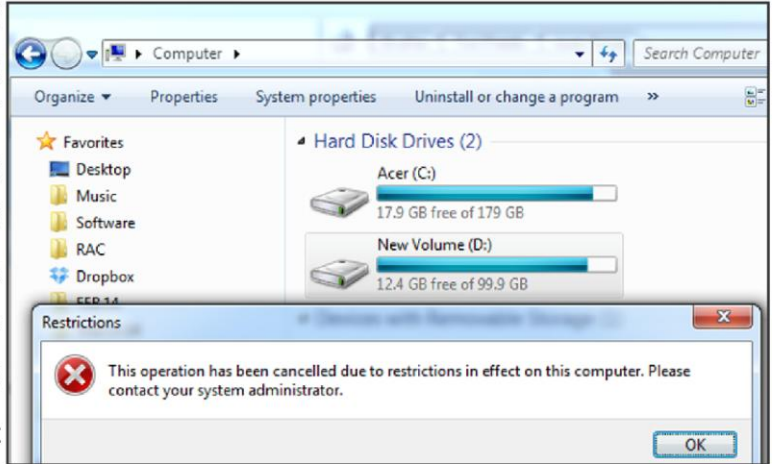 Computer
Search Computer
Organize
Properties
System properties
Uninstall or change a program
»
Favorites
Desktop
Music
Software
RAC
Dropbox
Hard Disk Drives (2)
Acer (C:)
17.9 GB free of 179 GB
New Volume (D:)
12.4 GB free of 99.9 GB
Restrictions
This operation has been cancelled due to restrictions in effect on this computer. Please
contact your system administrator.
OK